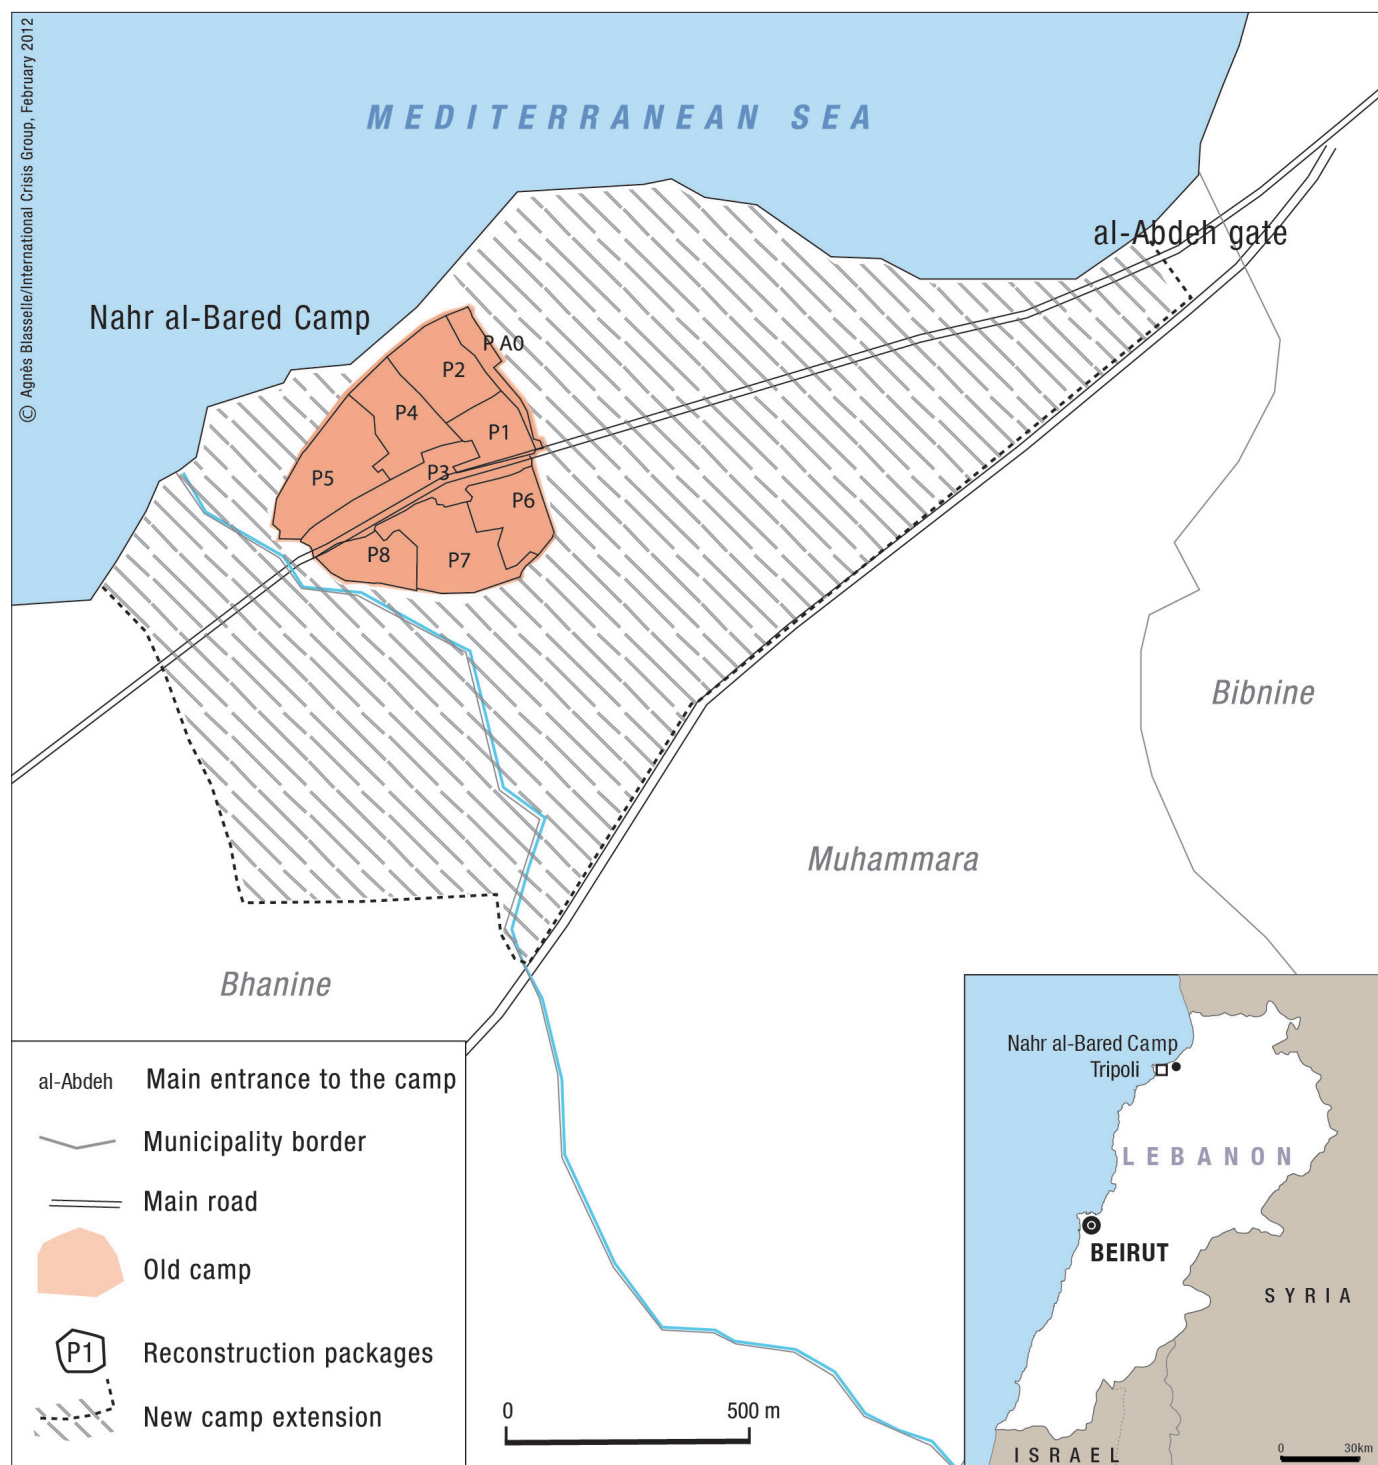 © Agnès Blasselle/International Crisis Group, February 2012
MEDITERRANEAN SEA
al-Abdeh gate
Nahr al-Bared Camp
P A0
P2
P4
P1
P3
P5
P6
P8
P7
Bibnine
Muhammara
Bhanine
al-Abdeh Main entrance to the camp
Municipality border
Main road
Old camp
P1 Reconstruction packages
New camp extension
0 500 m
Nahr al-Bared Camp
Tripoli
LEBANON
BEIRUT
SYRIA
ISRAEL
0 30km